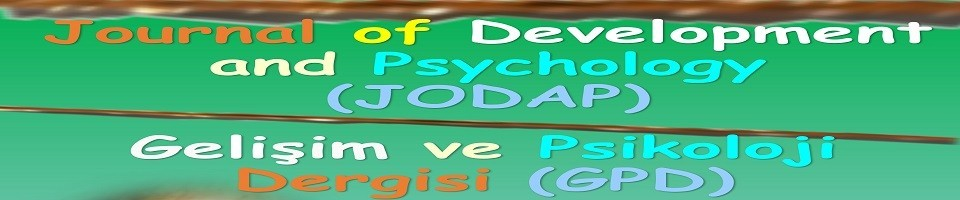 Journal of Development
and Psychology
(JODAP)
Gelişim ve Psikoloji
Dergisi (GPD)